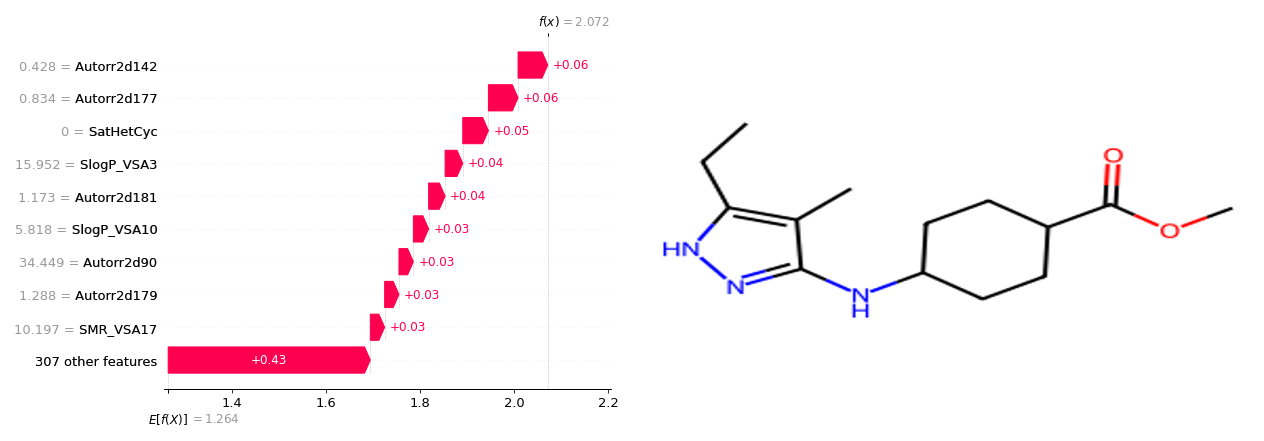 f(x) = 2.072
0.428 = Autorr2d142
+0.06
0.834 = Autorr2d177
+0.06
0 = SatHetCyc
+0.05
15.952 = SlogP_VSA3
+0.04
1.173 = Autorr2d181
+0.04
5.818 = SlogP_VSA10
+0.03
34.449 = Autorr2d90
+0.03
1.288 = Autorr2d179
+0.03
10.197 = SMR_VSA17
+0.03
307 other features
+0.43
1.4 1.6 1.8 2.0 2.2
E[f(X)] = 1.264
O
O
HN
N
N
H